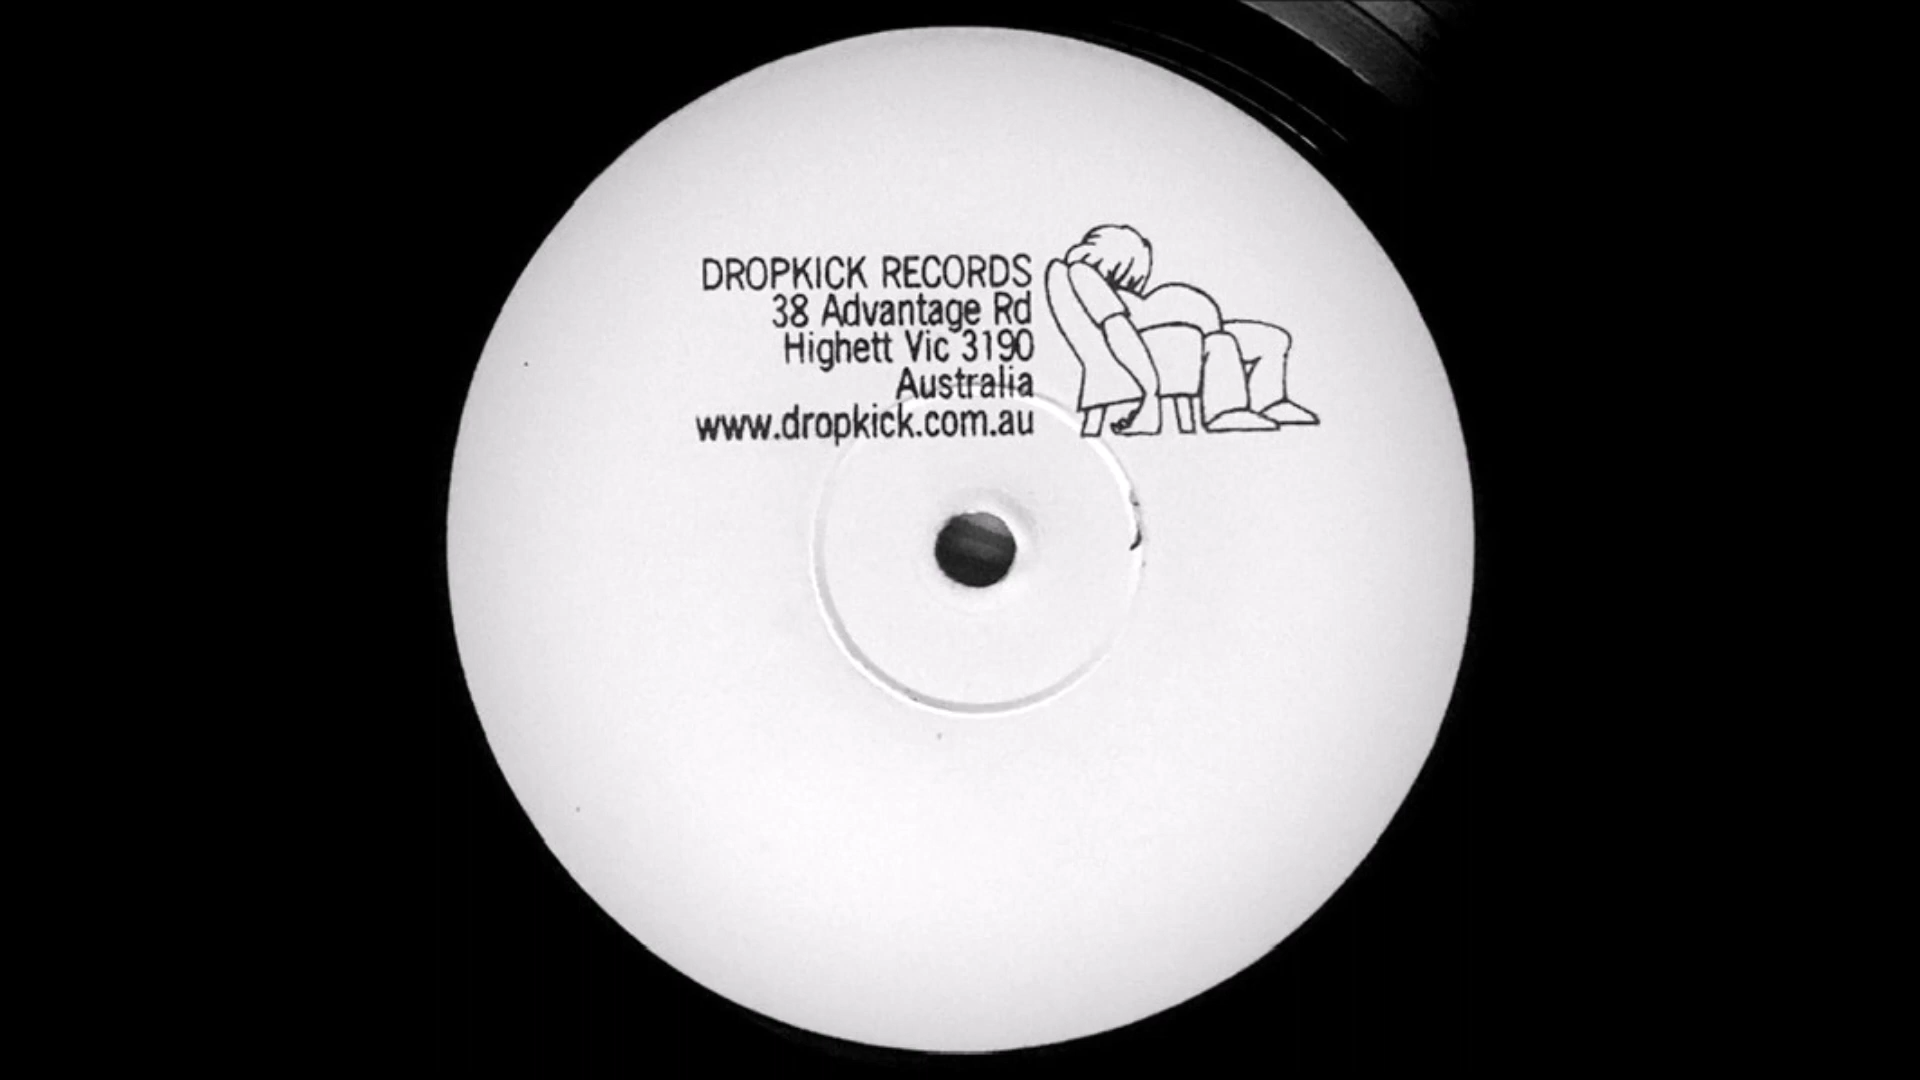 DROPKICK RECORDS
38 Advantage Rd
Highett Vic 3190
Australia
www.dropkick.com.au